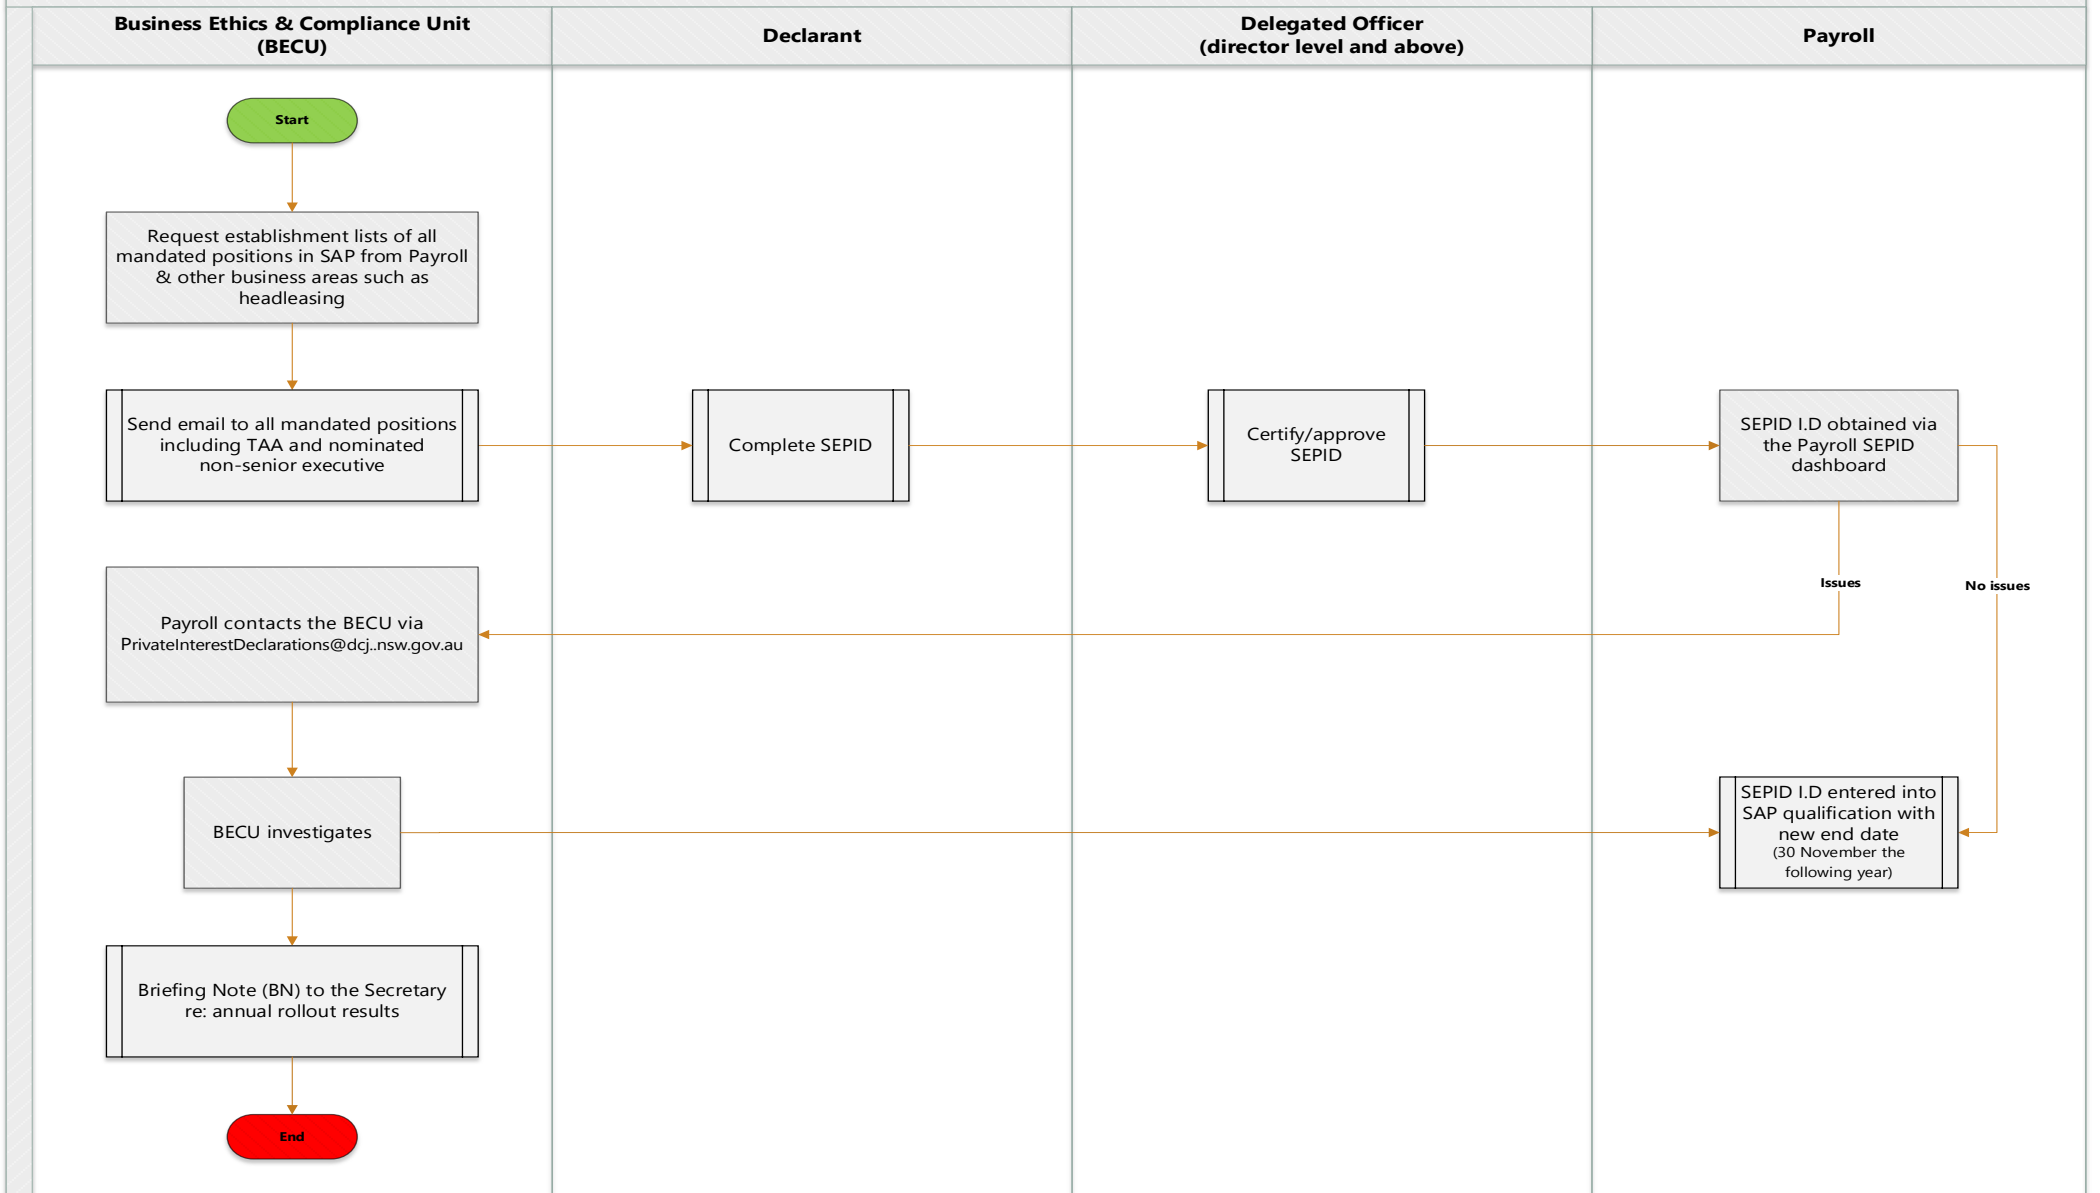 Business Ethics & Compliance Unit
(BECU)
Declarant
Delegated Officer
(director level and above)
Payroll
Start
Request establishment lists of all
mandated positions in SAP from Payroll
& other business areas such as
headleasing
Send email to all mandated positions
including TAA and nominated
non-senior executive
Complete SEPID
Certify/approve
SEPID
SEPID I.D obtained via
the Payroll SEPID
dashboard
Issues
No issues
Payroll contacts the BECU via
PrivateInterestDeclarations@dcj..nsw.gov.au
BECU investigates
SEPID I.D entered into
SAP qualification with
new end date
(30 November the
following year)
Briefing Note (BN) to the Secretary
re: annual rollout results
End